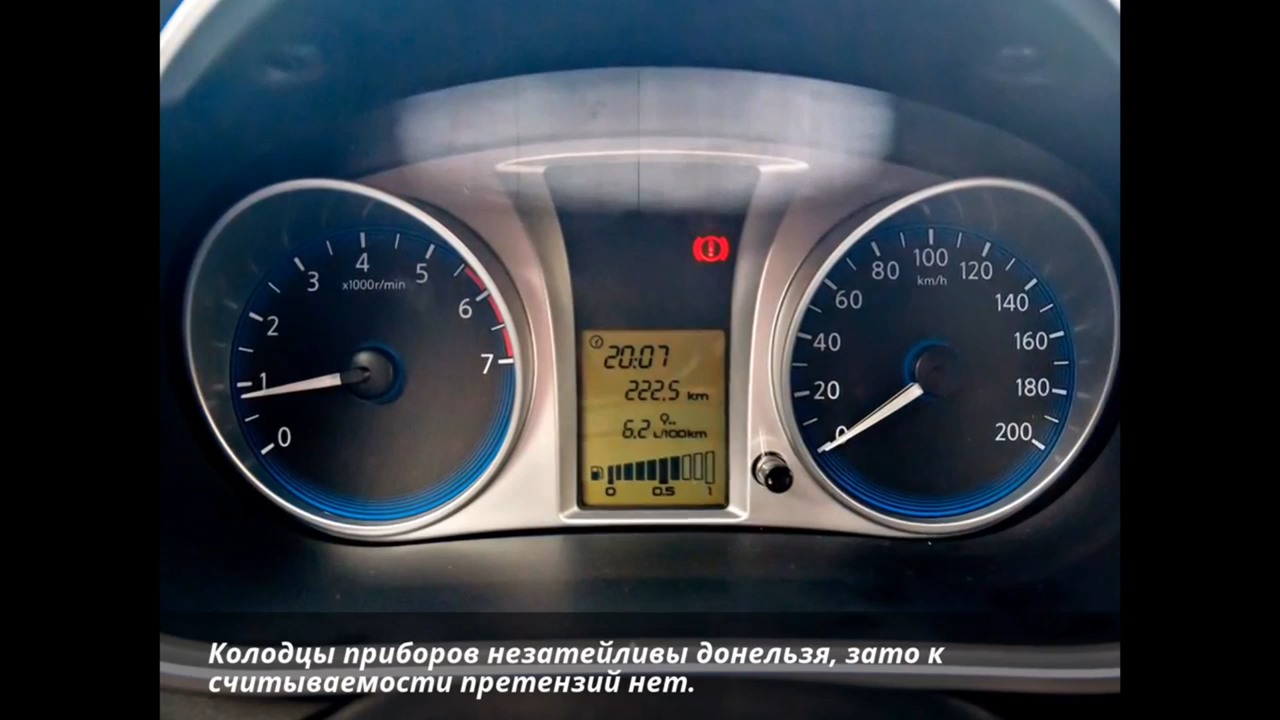 0
1
2
3
4
5
6
7
x1000r/min
20:07
222.5 km
6.2 L/100km
0 0.5 1
0
20
40
60
80
100
120
140
160
180
200
km/h
Колодцы приборов незатейливы донельзя, зато к
считываемости претензий нет.